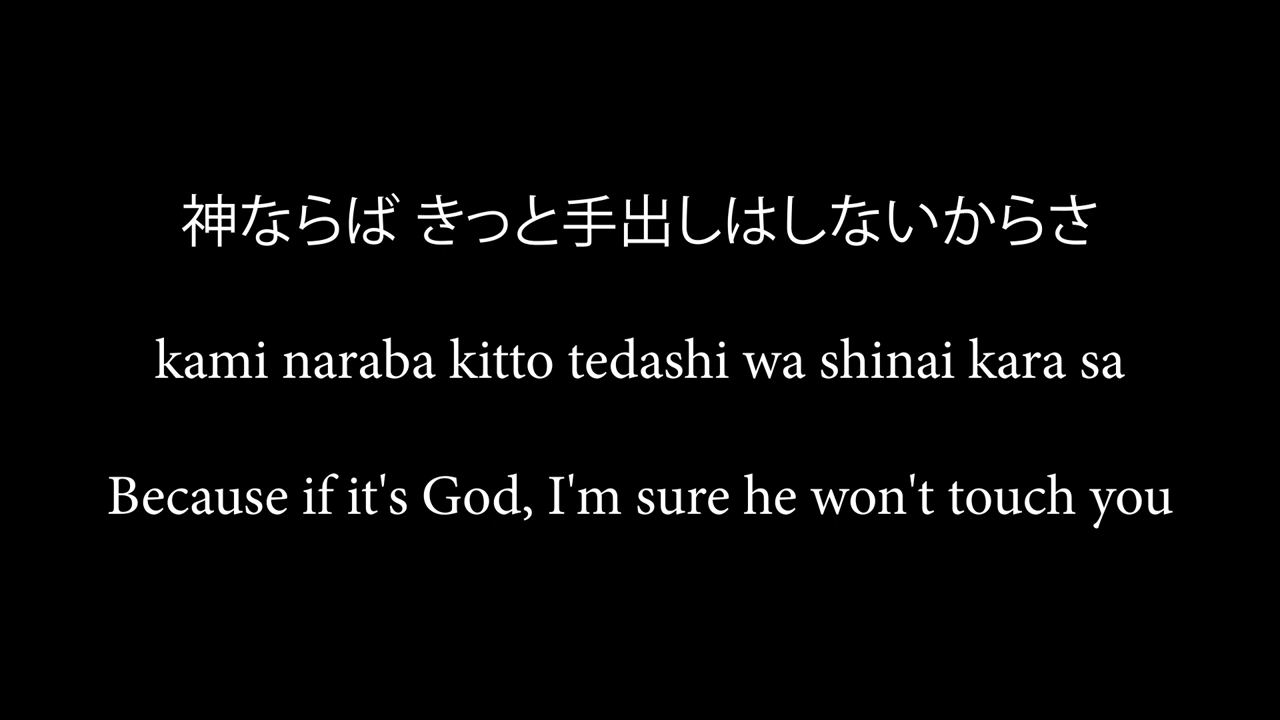 神ならば きっと手出しはしないからさ
kami naraba kitto tedashi wa shinai kara sa
Because if it's God, I'm sure he won't touch you